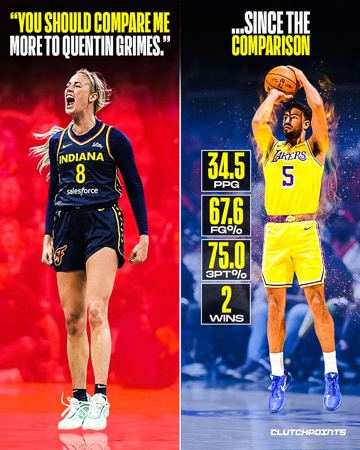 “YOU SHOULD COMPARE ME
MORE TO QUENTIN GRIMES.”
INDIANA
8
salesforce
F
...SINCE THE
COMPARISON
34.5
PPG
67.6
FG%
75.0
3PT%
2
WINS
LAKERS
5
CLUTCHPOINTS